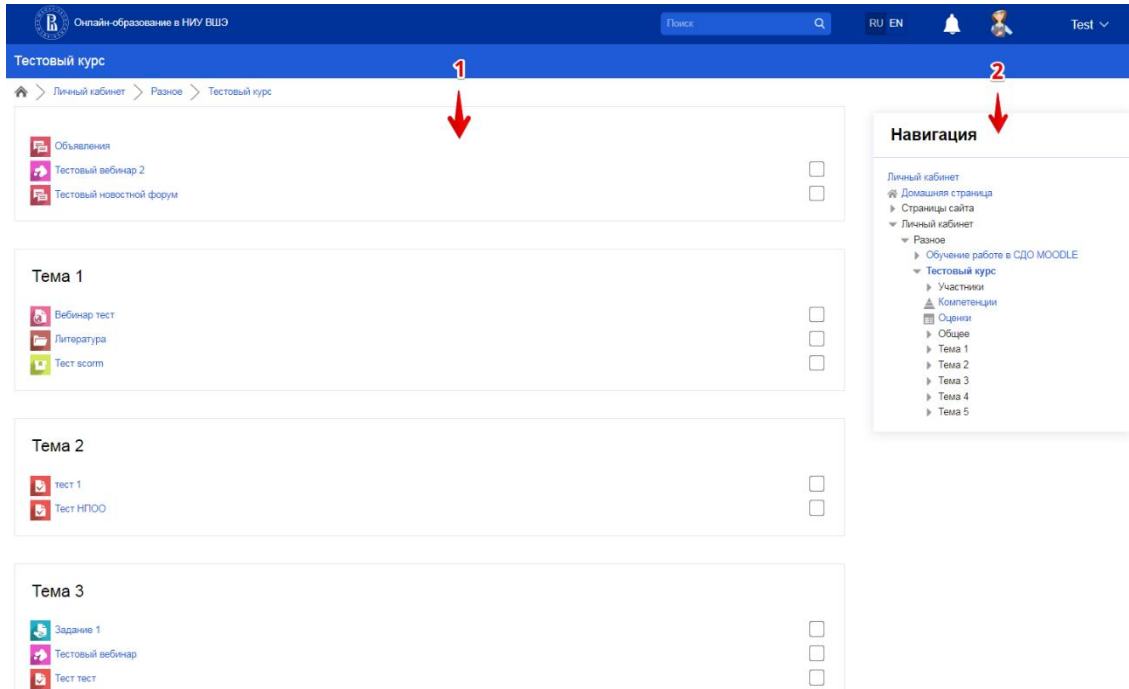 Онлайн-образование в НИУ ВШЭ
Поиск
RU EN
Test
Тестовый курс
1
2
Личный кабинет
Разное
Тестовый курс
Объявления
Тестовый вебинар 2
Тестовый новостной форум
Тема 1
Вебинар тест
Литература
Тест scorm
Тема 2
тест 1
Тест НПОО
Тема 3
Задание 1
Тестовый вебинар
Тест тест
Навигация
Личный кабинет
Домашняя страница
Страницы сайта
Личный кабинет
Разное
Обучение работе в СДО MOODLE
Тестовый курс
Участники
Компетенции
Оценки
Общее
Тема 1
Тема 2
Тема 3
Тема 4
Тема 5